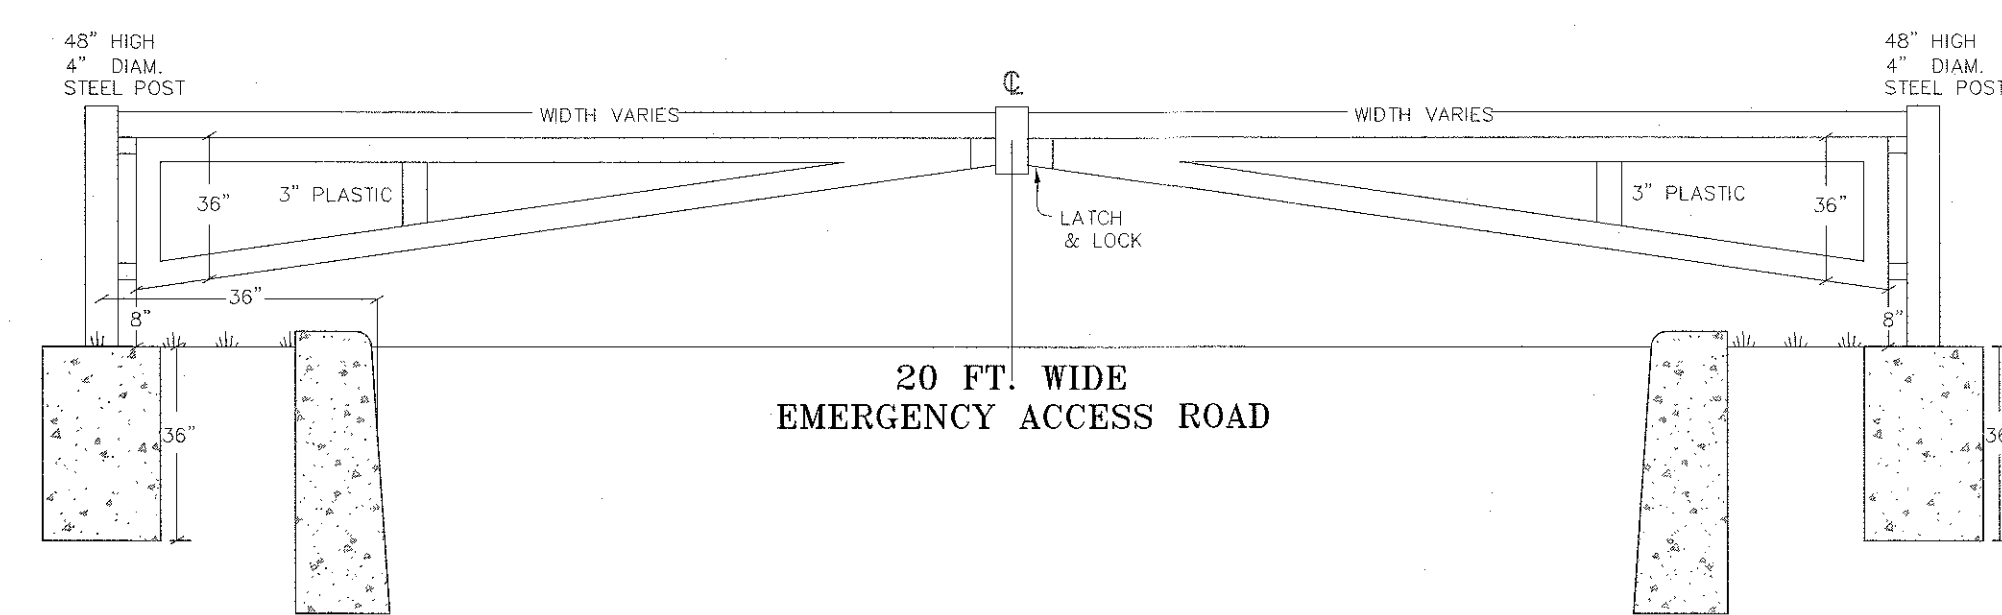 48" HIGH
4" DIAM.
STEEL POST
48" HIGH
4" DIAM.
STEEL POST
℄
WIDTH VARIES
WIDTH VARIES
36"
3" PLASTIC
3" PLASTIC
36"
LATCH
& LOCK
36"
8"
8"
20 FT. WIDE
EMERGENCY ACCESS ROAD
36"
36